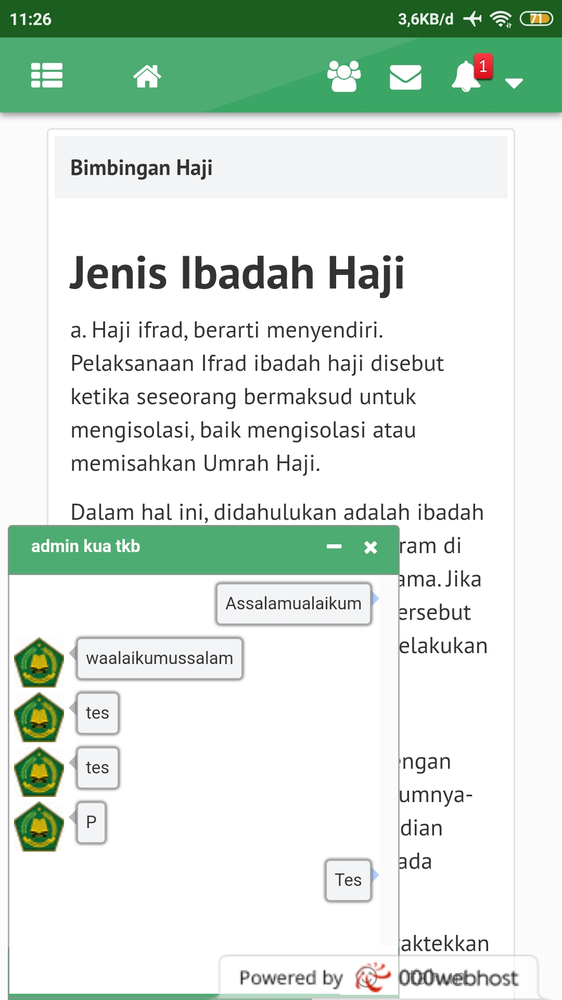 11:26
3,6KB/d
71
1
Bimbingan Haji
Jenis Ibadah Haji
a. Haji ifrad, berarti menyendiri.
Pelaksanaan Ifrad ibadah haji disebut
ketika seseorang bermaksud untuk
mengisolasi, baik mengisolasi atau
memisahkan Umrah Haji.
Dalam hal ini, didahulukan adalah ibadah
ram di
ama. Jika
ersebut
elakukan
engan
umnya-
dian
ada
aktekkan
admin kua tkb
Assalamualaikum
waalaikumussalam
tes
tes
P
Tes
Powered by 000webhost